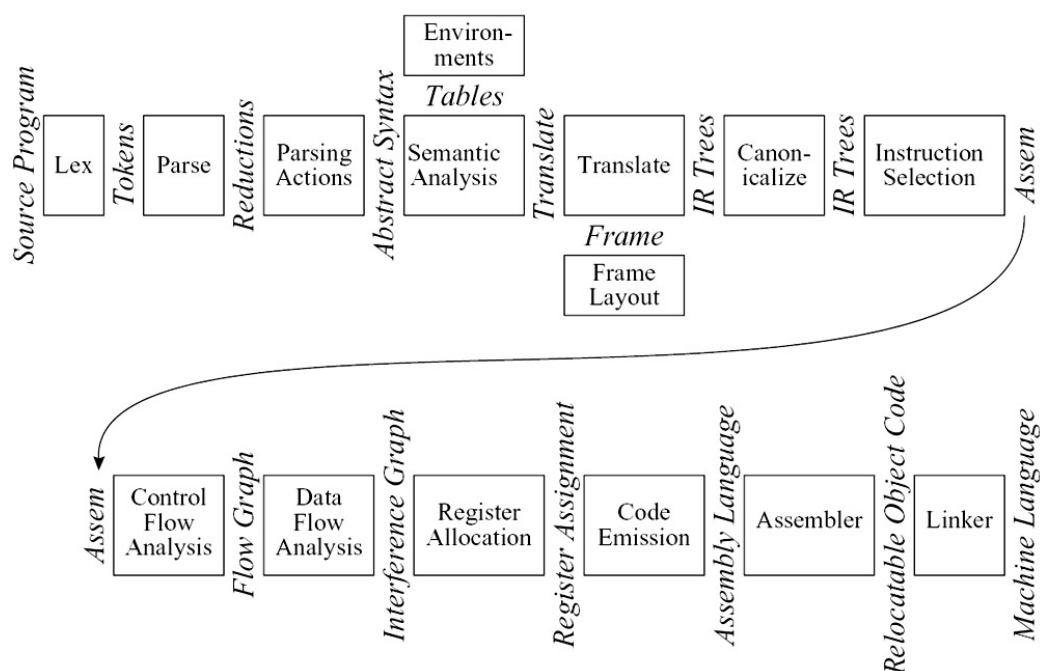 Environ-
ments
Tables
Source Program
Lex
Tokens
Parse
Reductions
Parsing
Actions
Abstract Syntax
Semantic
Analysis
Translate
Translate
IR Trees
Canon-
icalize
IR Trees
Instruction
Selection
Assem
Frame
Frame
Layout
Assem
Control
Flow
Analysis
Flow Graph
Data
Flow
Analysis
Interference Graph
Register
Allocation
Register Assignment
Code
Emission
Assembly Language
Assembler
Relocatable Object Code
Linker
Machine Language